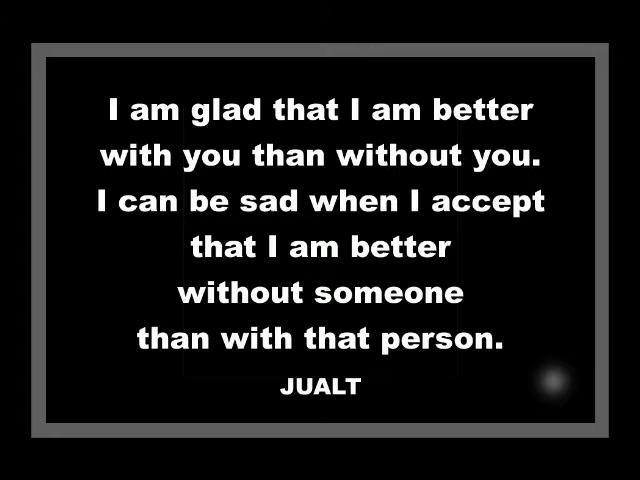 I am glad that I am better
with you than without you.
I can be sad when I accept
that I am better
without someone
than with that person.
JUALT